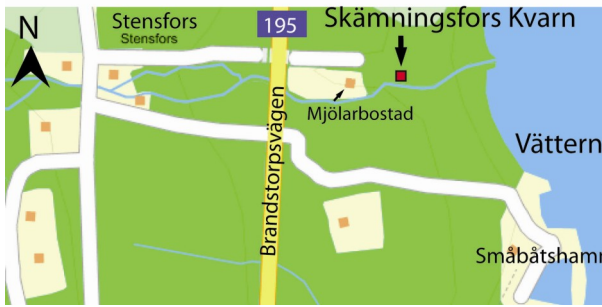 N
Stensfors
Stensfors
195
Skämningsfors Kvarn
Mjölarbostad
Brandstorpsvägen
Vättern
Småbåtshamn